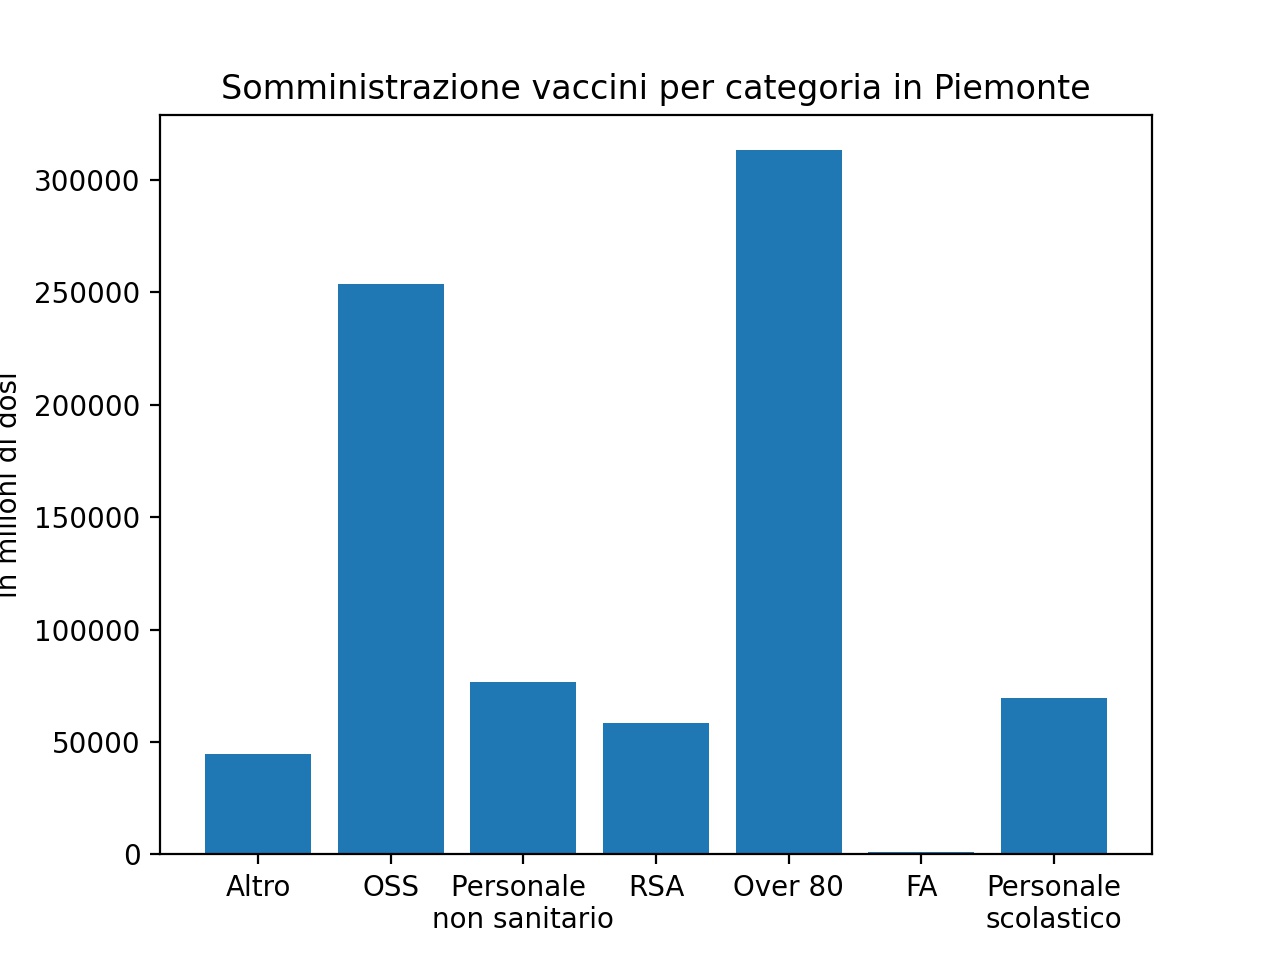 Somministrazione vaccini per categoria in Piemonte
in milioni di dosi
300000
250000
200000
150000
100000
50000
0
Altro
OSS
Personale
non sanitario
RSA
Over 80
FA
Personale
scolastico